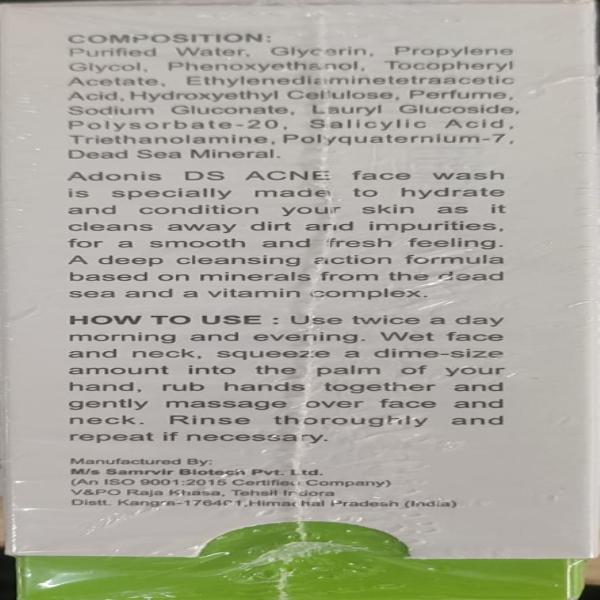 COMPOSITION:
Purified Water, Glycerin, Propylene
Glycol, Phenoxyethanol, Tocopheryl
Acetate, Ethylenediaminetetraacetic
Acid, Hydroxyethyl Cellulose, Perfume,
Sodium Gluconate, Lauryl Glucoside,
Polysorbate-20, Salicylic Acid,
Triethanolamine, Polyquaternium-7,
Dead Sea Mineral.
Adonis DS ACNE face wash
is specially made to hydrate
and condition your skin as it
cleans away dirt and impurities,
for a smooth and fresh feeling.
A deep cleansing action formula
based on minerals from the dead
sea and a vitamin complex.
HOW TO USE : Use twice a day
morning and evening. Wet face
and neck, squeeze a dime-size
amount into the palm of your
hand, rub hands together and
gently massage over face and
neck. Rinse thoroughly and
repeat if necessary.
Manufactured By:
M/s Samrvir Biotech Pvt. Ltd.
(An ISO 9001:2015 Certified Company)
V&PO Raja Khasa, Tehsil Indora
Distt. Kangra-176401, Himachal Pradesh (India)